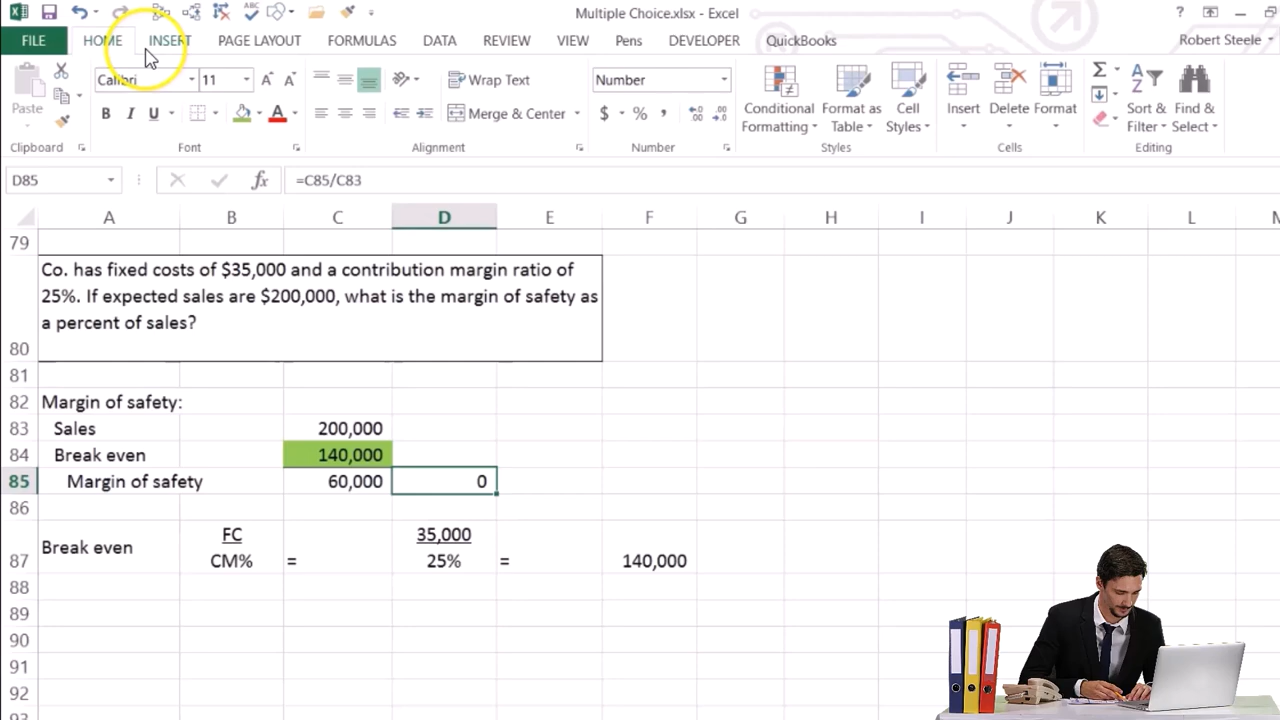 Multiple Choice.xlsx - Excel
FILE HOME INSERT PAGE LAYOUT FORMULAS DATA REVIEW VIEW Pens DEVELOPER QuickBooks Robert Steele
Calibri 11 Wrap Text Number
Paste B I U Merge & Center $ % , Conditional Formatting Format as Table Cell Styles Insert Delete Format Sort & Filter Find & Select
Clipboard Font Alignment Number Styles Cells Editing
D85 fx =C85/C83
A B C D E F G H I J K L
79
Co. has fixed costs of $35,000 and a contribution margin ratio of
25%. If expected sales are $200,000, what is the margin of safety as
a percent of sales?
80
81
82 Margin of safety:
83 Sales 200,000
84 Break even 140,000
85 Margin of safety 60,000 0
86
FC 35,000
Break even
87 CM% = 25% = 140,000
88
89
90
91
92